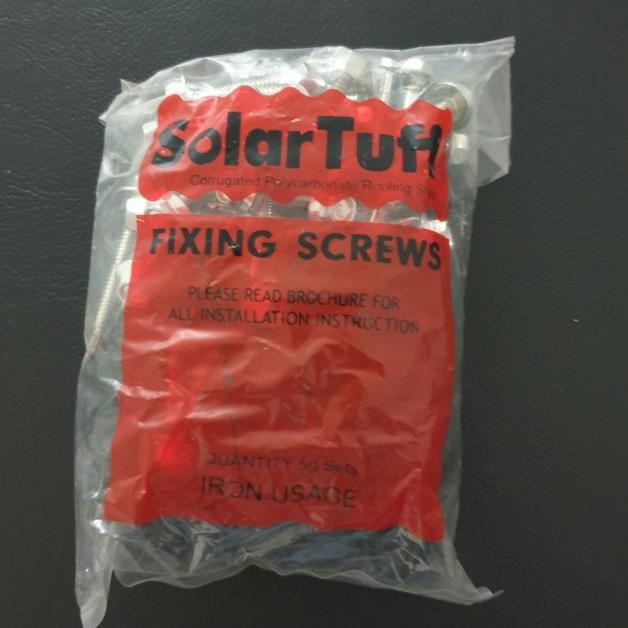 SolarTuff
Corrugated Polycarbonate Roofing
FIXING SCREWS
PLEASE READ BROCHURE FOR
ALL INSTALLATION INSTRUCTION
QUANTITY 50 Sets
IRON USAGE